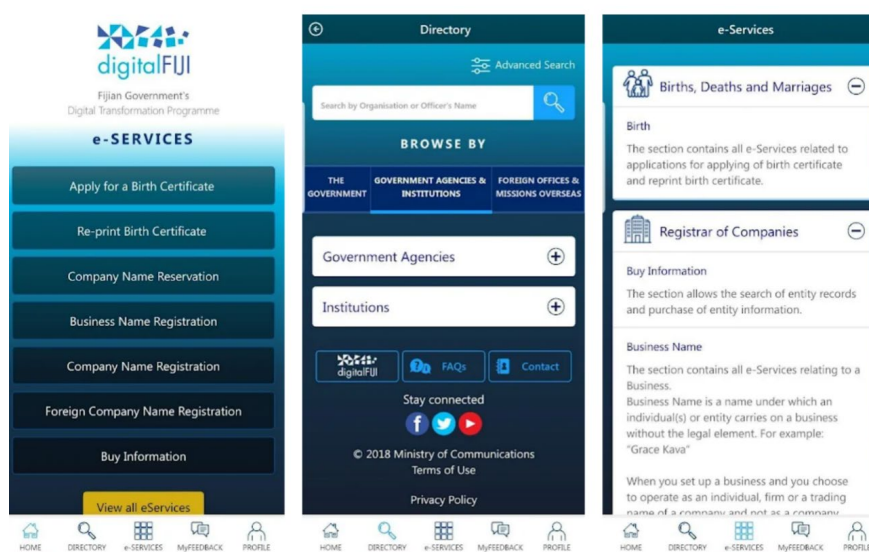 digitalFIJI
Fijian Government's
Digital Transformation Programme
e-SERVICES
Apply for a Birth Certificate
Re-print Birth Certificate
Company Name Reservation
Business Name Registration
Company Name Registration
Foreign Company Name Registration
Buy Information
View all eServices
HOME DIRECTORY e-SERVICES MyFEEDBACK PROFILE
Directory
Advanced Search
Search by Organisation or Officer's Name
BROWSE BY
THE GOVERNMENT
GOVERNMENT AGENCIES & INSTITUTIONS
FOREIGN OFFICES & MISSIONS OVERSEAS
Government Agencies
Institutions
digitalFIJI FAQs Contact
Stay connected
© 2018 Ministry of Communications
Terms of Use
Privacy Policy
HOME DIRECTORY e-SERVICES MyFEEDBACK PROFILE
e-Services
Births, Deaths and Marriages
Birth
The section contains all e-Services related to
applications for applying of birth certificate
and reprint birth certificate.
Registrar of Companies
Buy Information
The section allows the search of entity records
and purchase of entity information.
Business Name
The section contains all e-Services relating to a
Business.
Business Name is a name under which an
individual(s) or entity carries on a business
without the legal element. For example:
"Grace Kava"
When you set up a business and you choose
to operate as an individual, firm or a trading
name of a company and not as a company
HOME DIRECTORY e-SERVICES MyFEEDBACK PROFILE